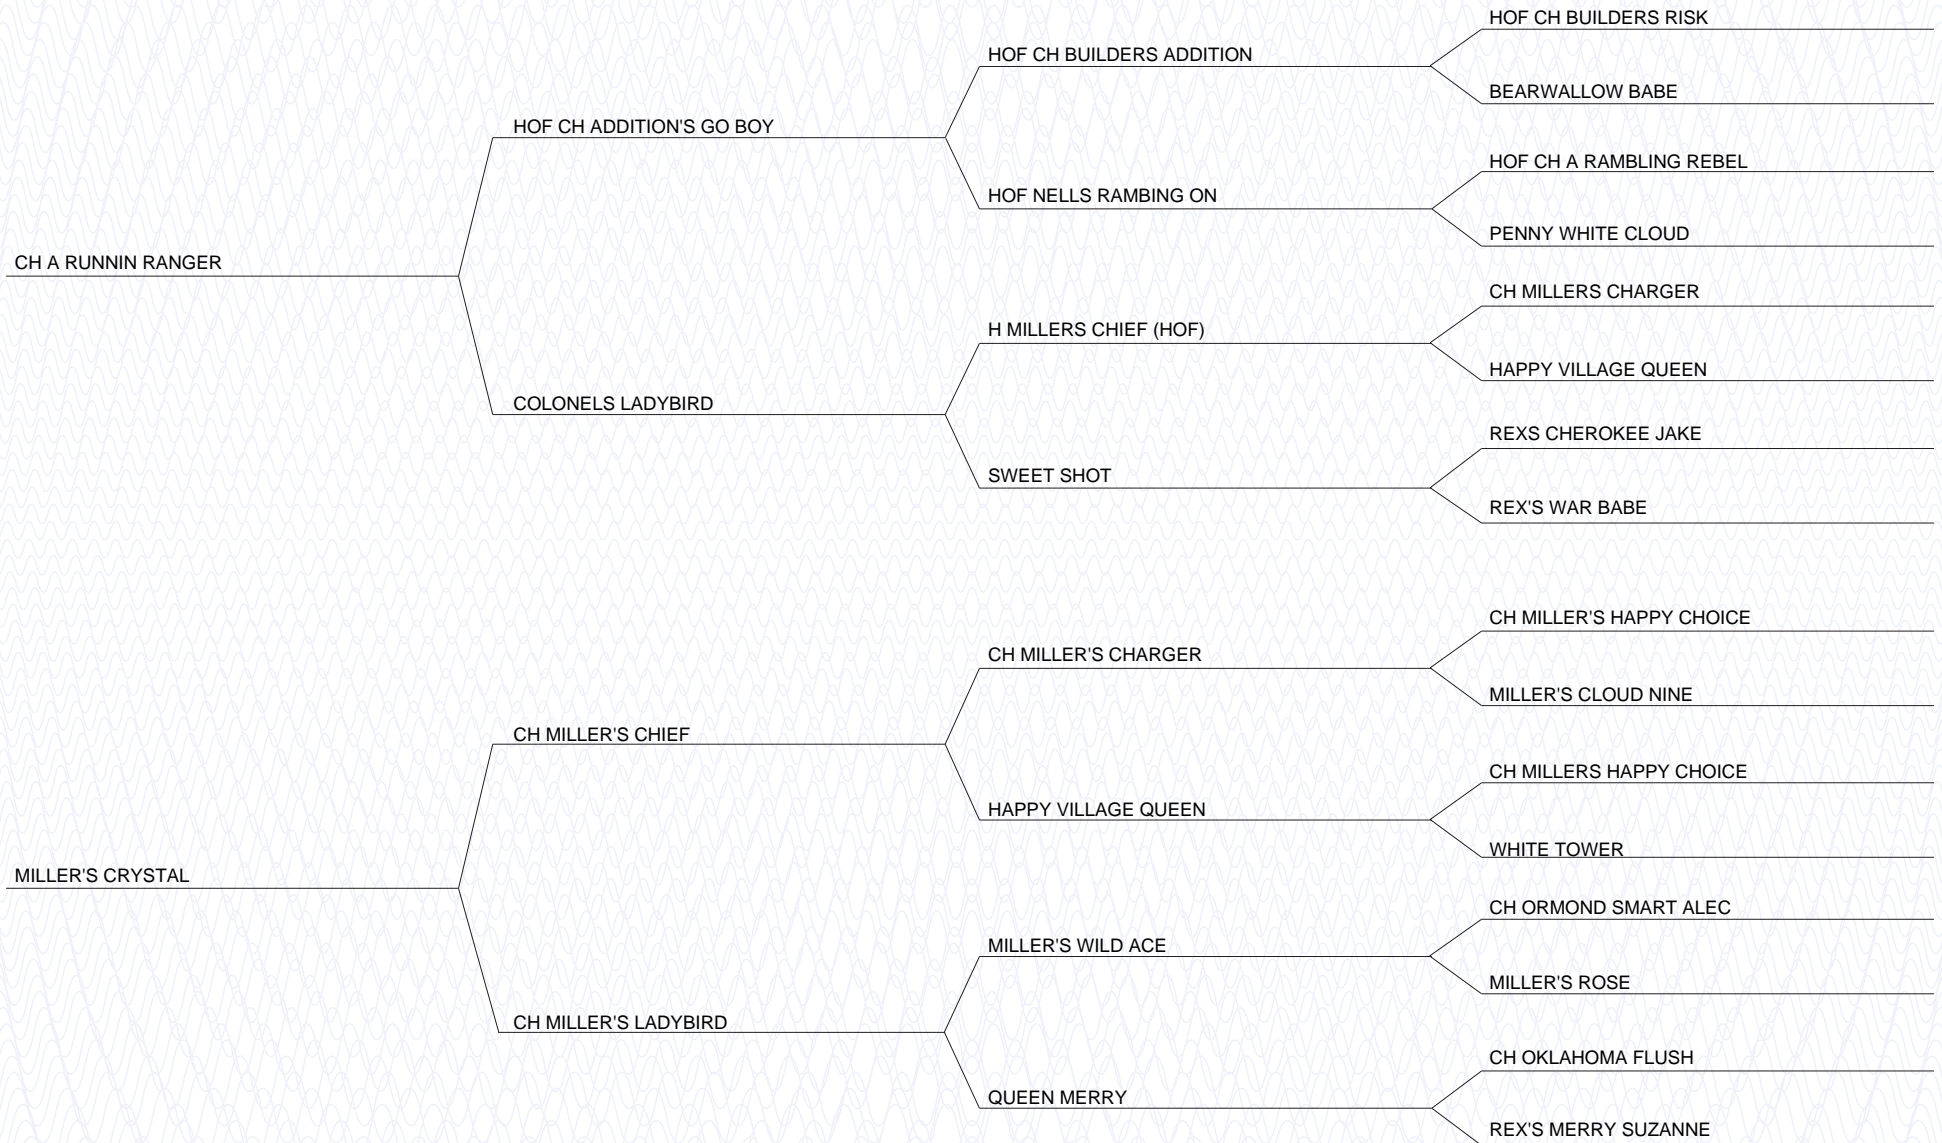 HOF CH BUILDERS RISK
HOF CH BUILDERS ADDITION
BEARWALLOW BABE
HOF CH ADDITION'S GO BOY
HOF CH A RAMBLING REBEL
HOF NELLS RAMBING ON
PENNY WHITE CLOUD
CH A RUNNIN RANGER
CH MILLERS CHARGER
H MILLERS CHIEF (HOF)
HAPPY VILLAGE QUEEN
COLONELS LADYBIRD
REXS CHEROKEE JAKE
SWEET SHOT
REX'S WAR BABE
CH MILLER'S HAPPY CHOICE
CH MILLER'S CHARGER
MILLER'S CLOUD NINE
CH MILLER'S CHIEF
CH MILLERS HAPPY CHOICE
HAPPY VILLAGE QUEEN
WHITE TOWER
MILLER'S CRYSTAL
CH ORMOND SMART ALEC
MILLER'S WILD ACE
MILLER'S ROSE
CH MILLER'S LADYBIRD
CH OKLAHOMA FLUSH
QUEEN MERRY
REX'S MERRY SUZANNE